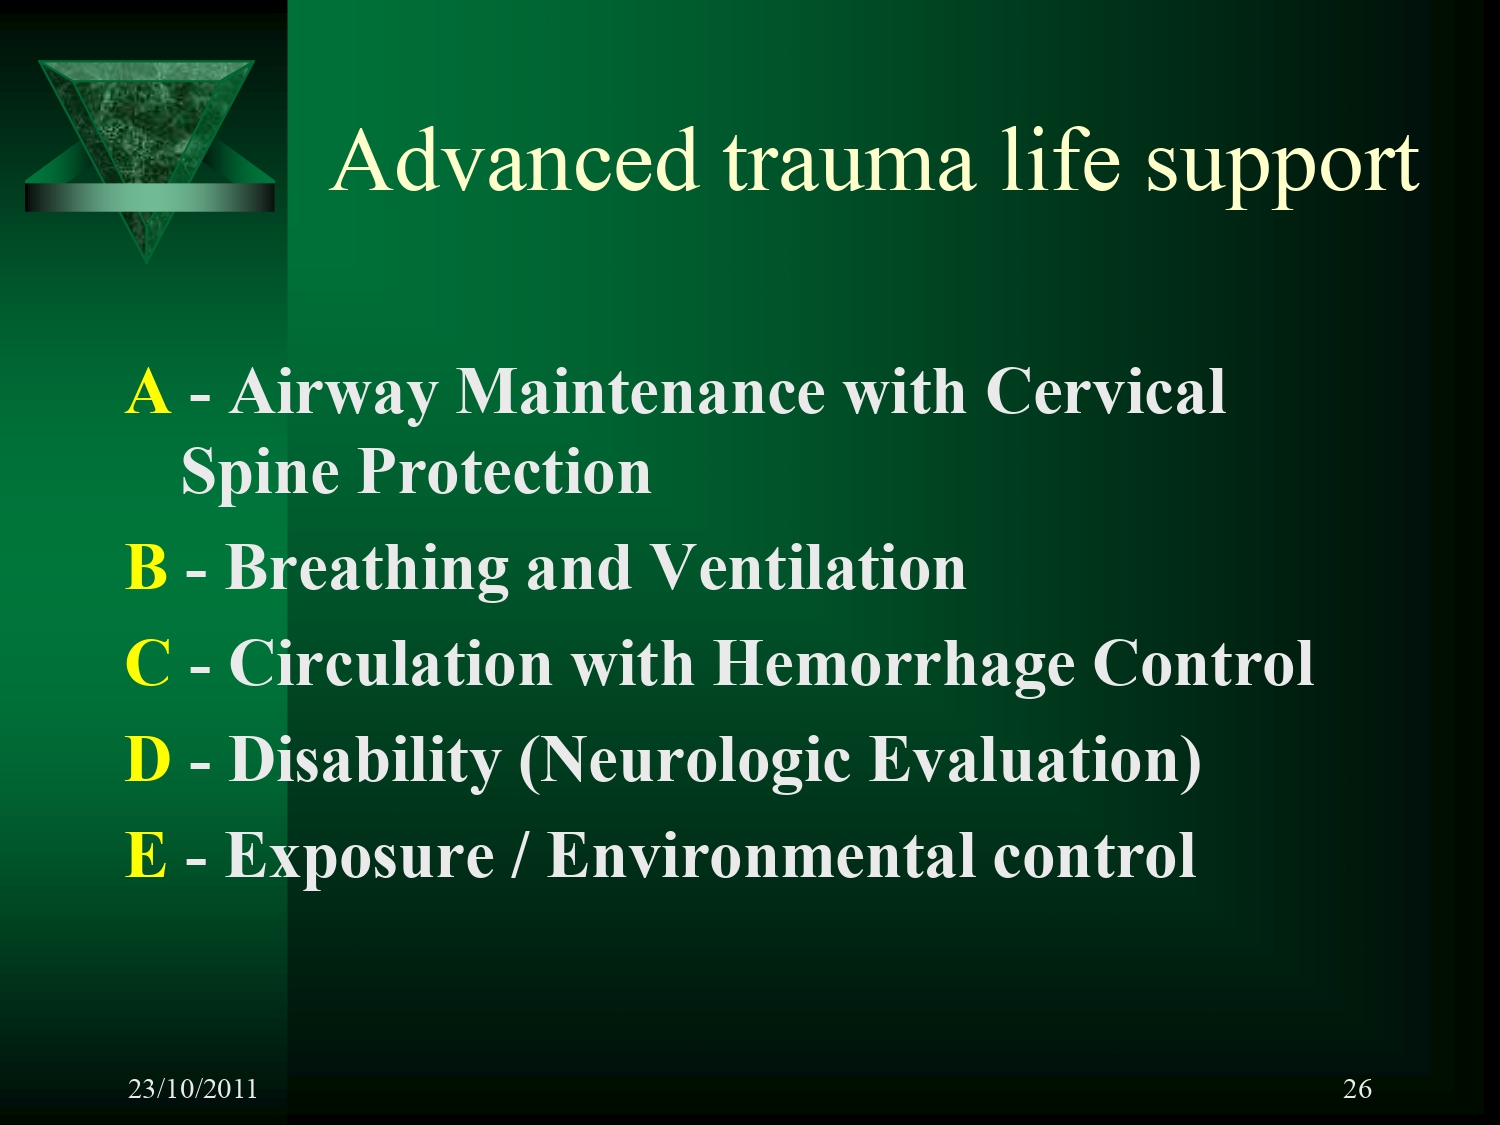 Advanced trauma life support
A - Airway Maintenance with Cervical
Spine Protection
B - Breathing and Ventilation
C - Circulation with Hemorrhage Control
D - Disability (Neurologic Evaluation)
E - Exposure / Environmental control
23/10/2011
26